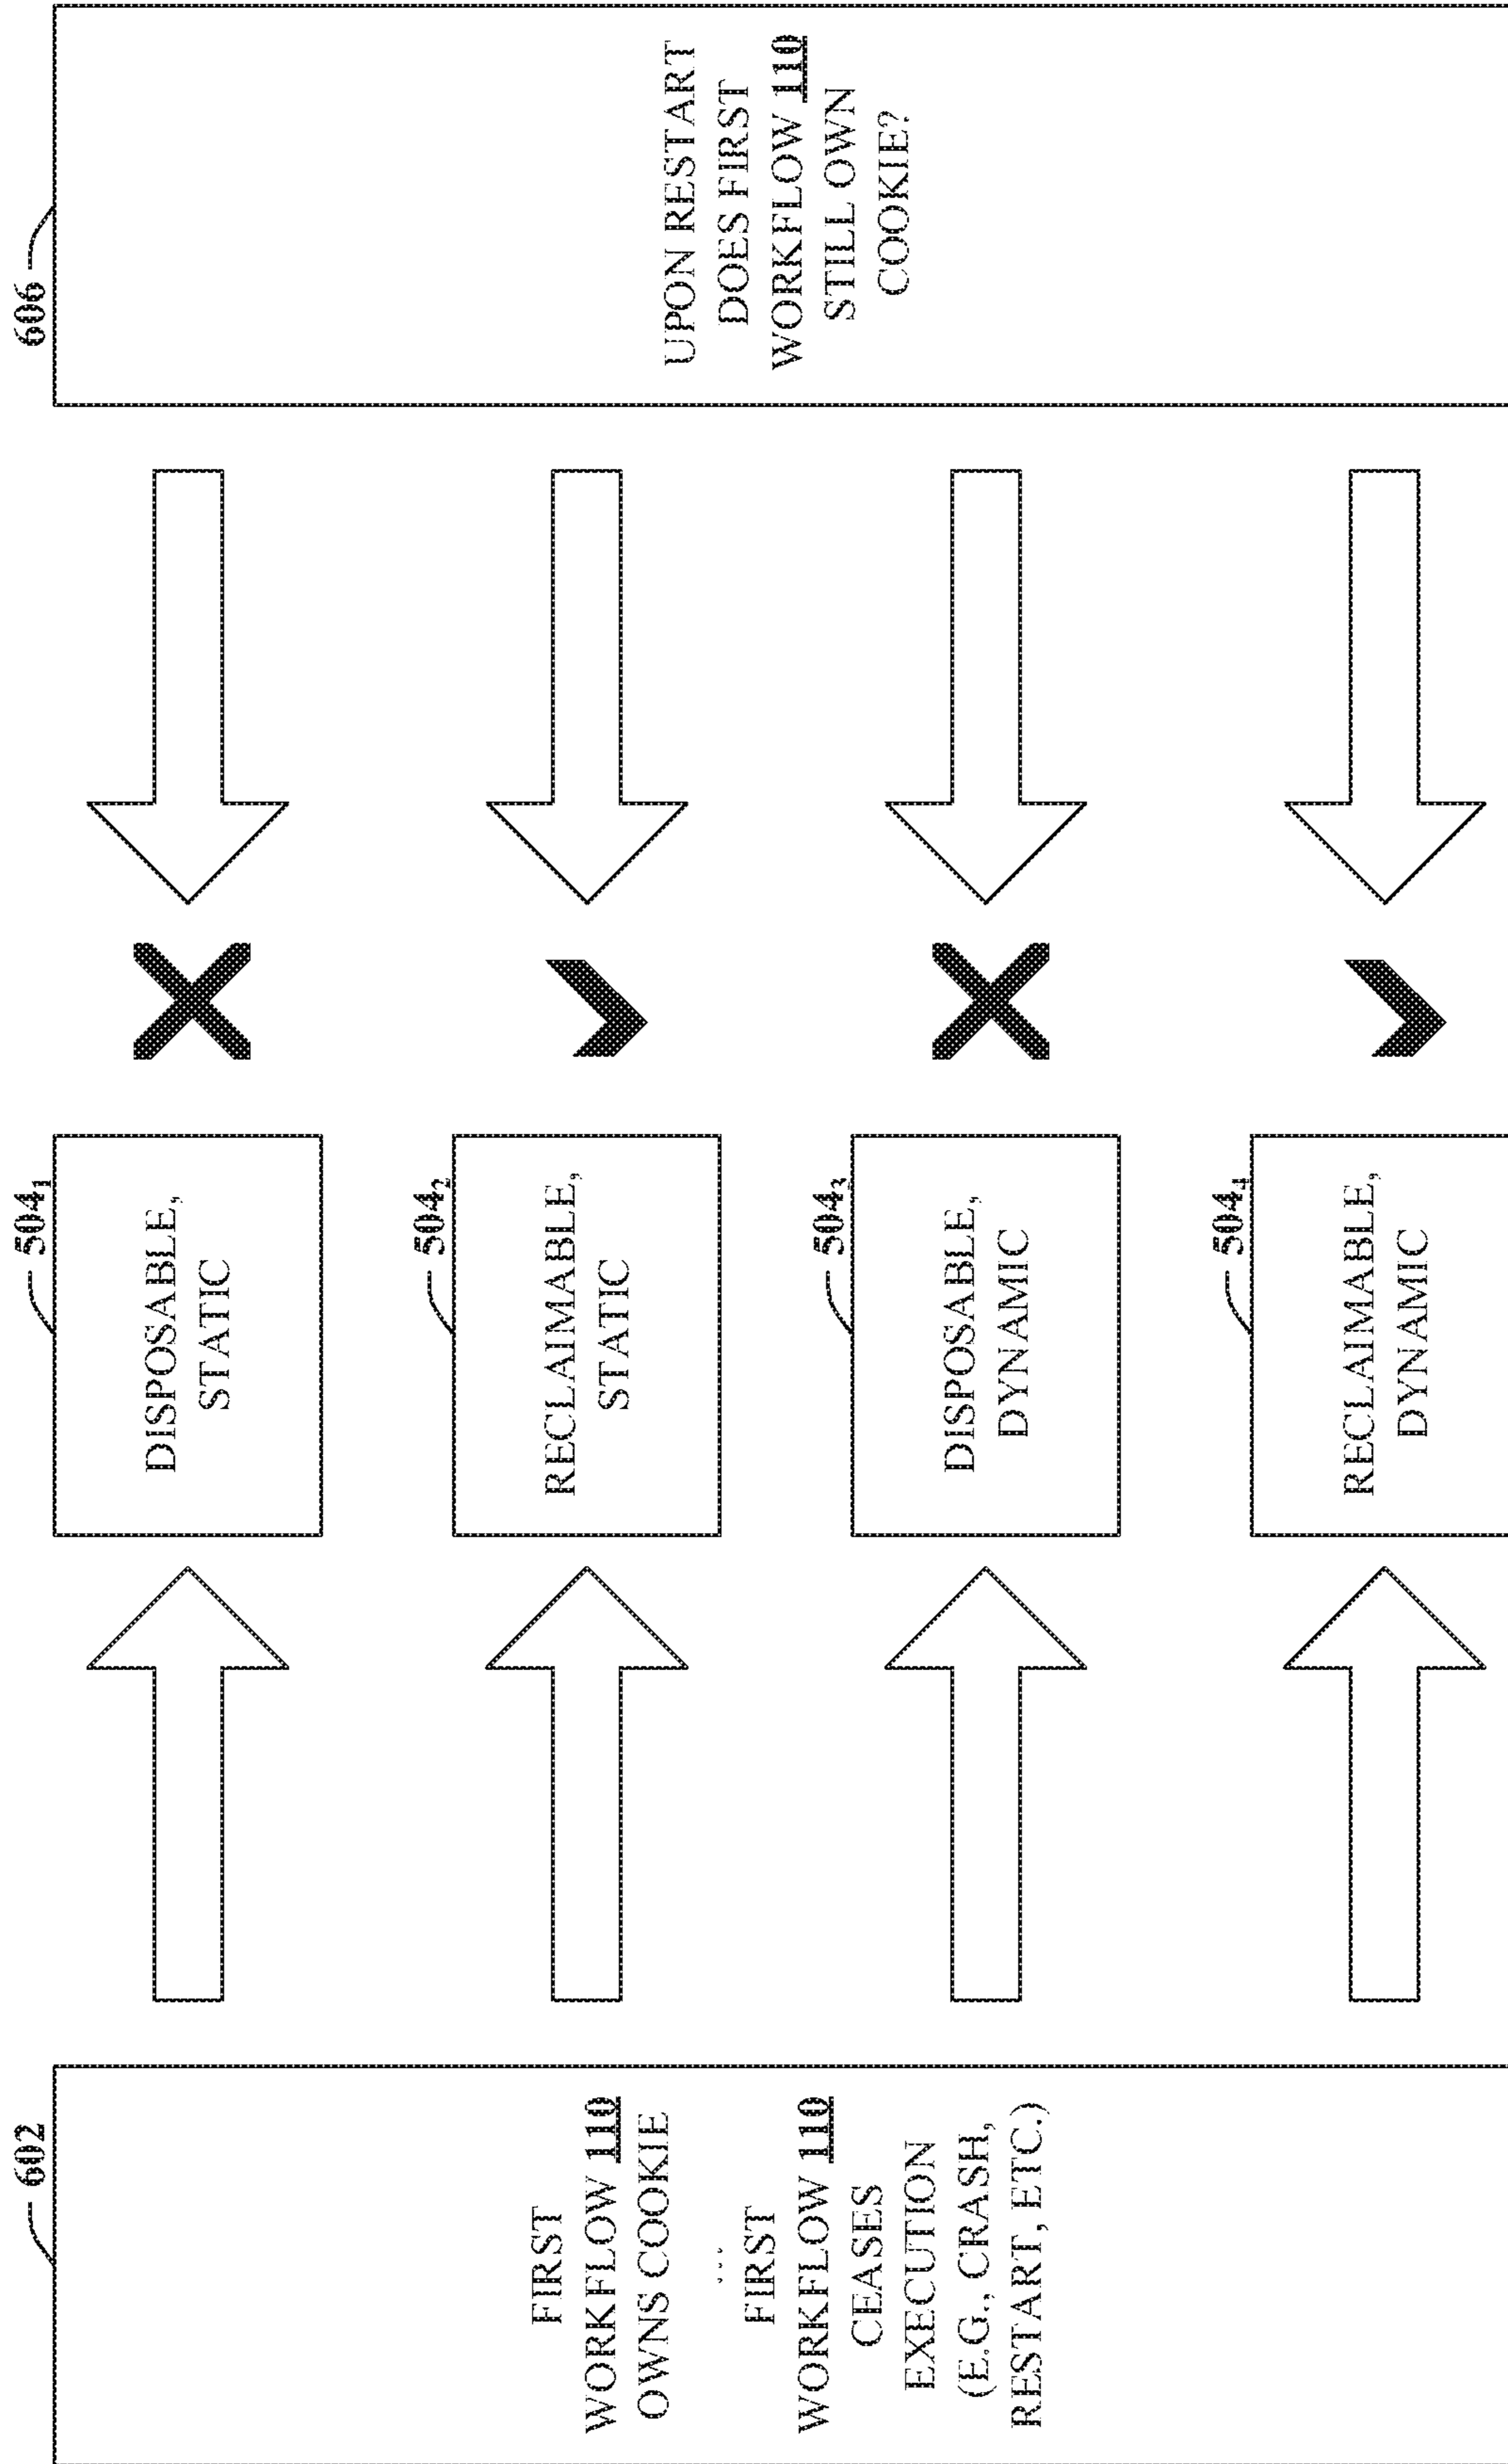 602
FIRST
WORKFLOW 110
OWNS COOKIE
...
FIRST
WORKFLOW 110
CEASES
EXECUTION
(E.G., CRASH,
RESTART, ETC.)
504₁
DISPOSABLE,
STATIC
504₂
RECLAIMABLE,
STATIC
504₃
DISPOSABLE,
DYNAMIC
504₄
RECLAIMABLE,
DYNAMIC
606
UPON RESTART
DOES FIRST
WORKFLOW 110
STILL OWN
COOKIE?